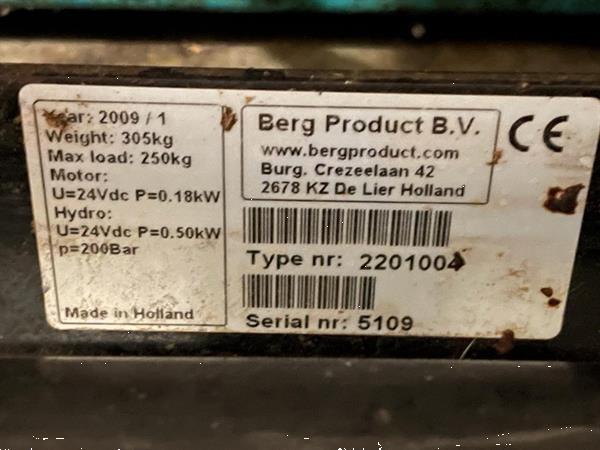 Year: 2009 / 1
Weight: 305kg
Max load: 250kg
Motor:
U=24Vdc P=0.18kW
Hydro:
U=24Vdc P=0.50kW
p=200Bar
Made in Holland
Berg Product B.V.
www.bergproduct.com
Burg. Crezeelaan 42
2678 KZ De Lier Holland
CE
Type nr: 2201004
Serial nr: 5109